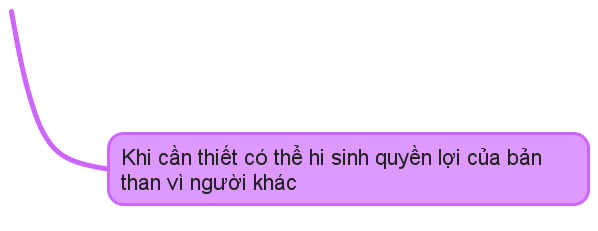 Khi cần thiết có thể hi sinh quyền lợi của bản
than vì người khác